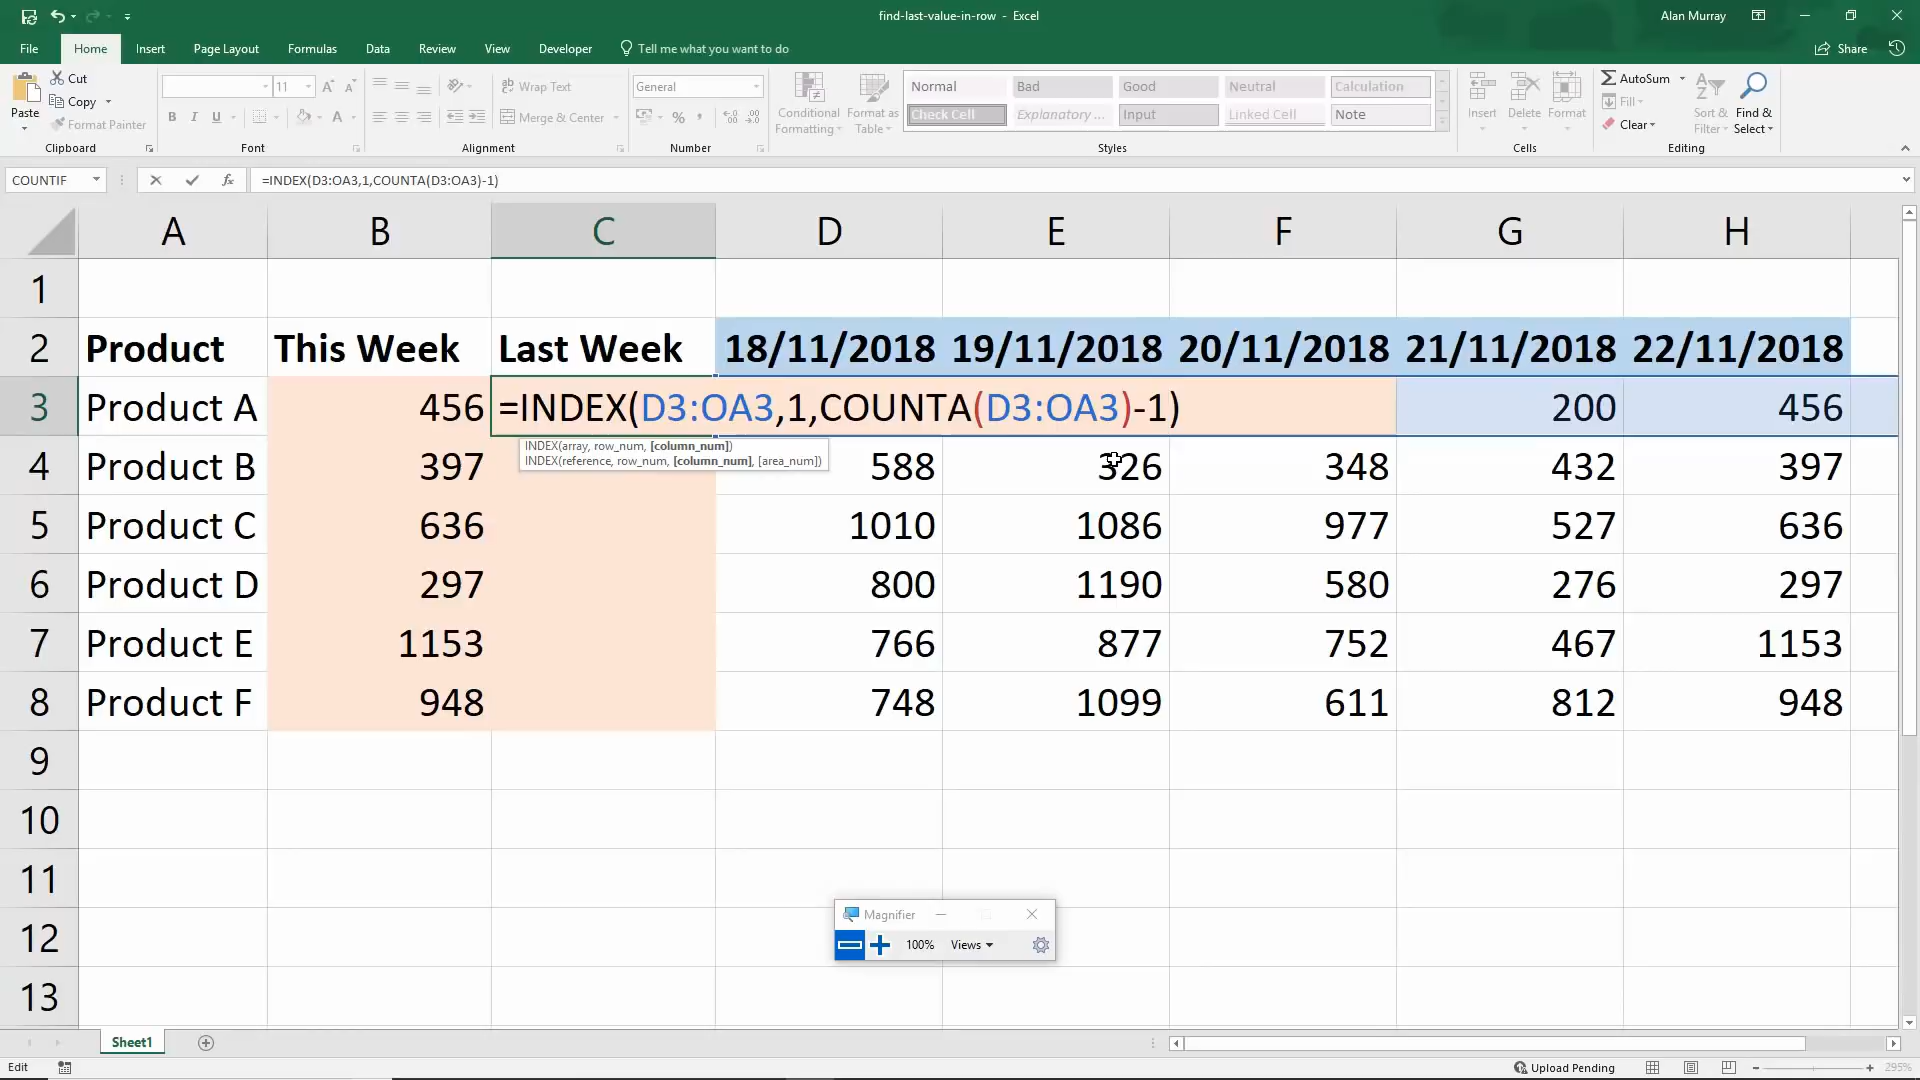 find-last-value-in-row - Excel
Alan Murray
File Home Insert Page Layout Formulas Data Review View Developer Tell me what you want to do Share
Cut
Copy
Format Painter
Paste
Clipboard
11
Font
Wrap Text
Merge & Center
Alignment
General
Number
Conditional Formatting
Format as Table
Normal Bad Good Neutral Calculation
Check Cell Explanatory ... Input Linked Cell Note
Styles
Insert Delete Format
Cells
AutoSum
Fill
Clear
Sort & Filter
Find & Select
Editing
COUNTIF fx =INDEX(D3:OA3,1,COUNTA(D3:OA3)-1)
A B C D E F G H
1
2 Product This Week Last Week 18/11/2018 19/11/2018 20/11/2018 21/11/2018 22/11/2018
3 Product A 456 =INDEX(D3:OA3,1,COUNTA(D3:OA3)-1) 200 456
INDEX(array, row_num, [column_num])
INDEX(reference, row_num, [column_num], [area_num])
4 Product B 397 588 326 348 432 397
5 Product C 636 1010 1086 977 527 636
6 Product D 297 800 1190 580 276 297
7 Product E 1153 766 877 752 467 1153
8 Product F 948 748 1099 611 812 948
9
10
11
12
13
Magnifier
100% Views
Sheet1
Edit Upload Pending 295%